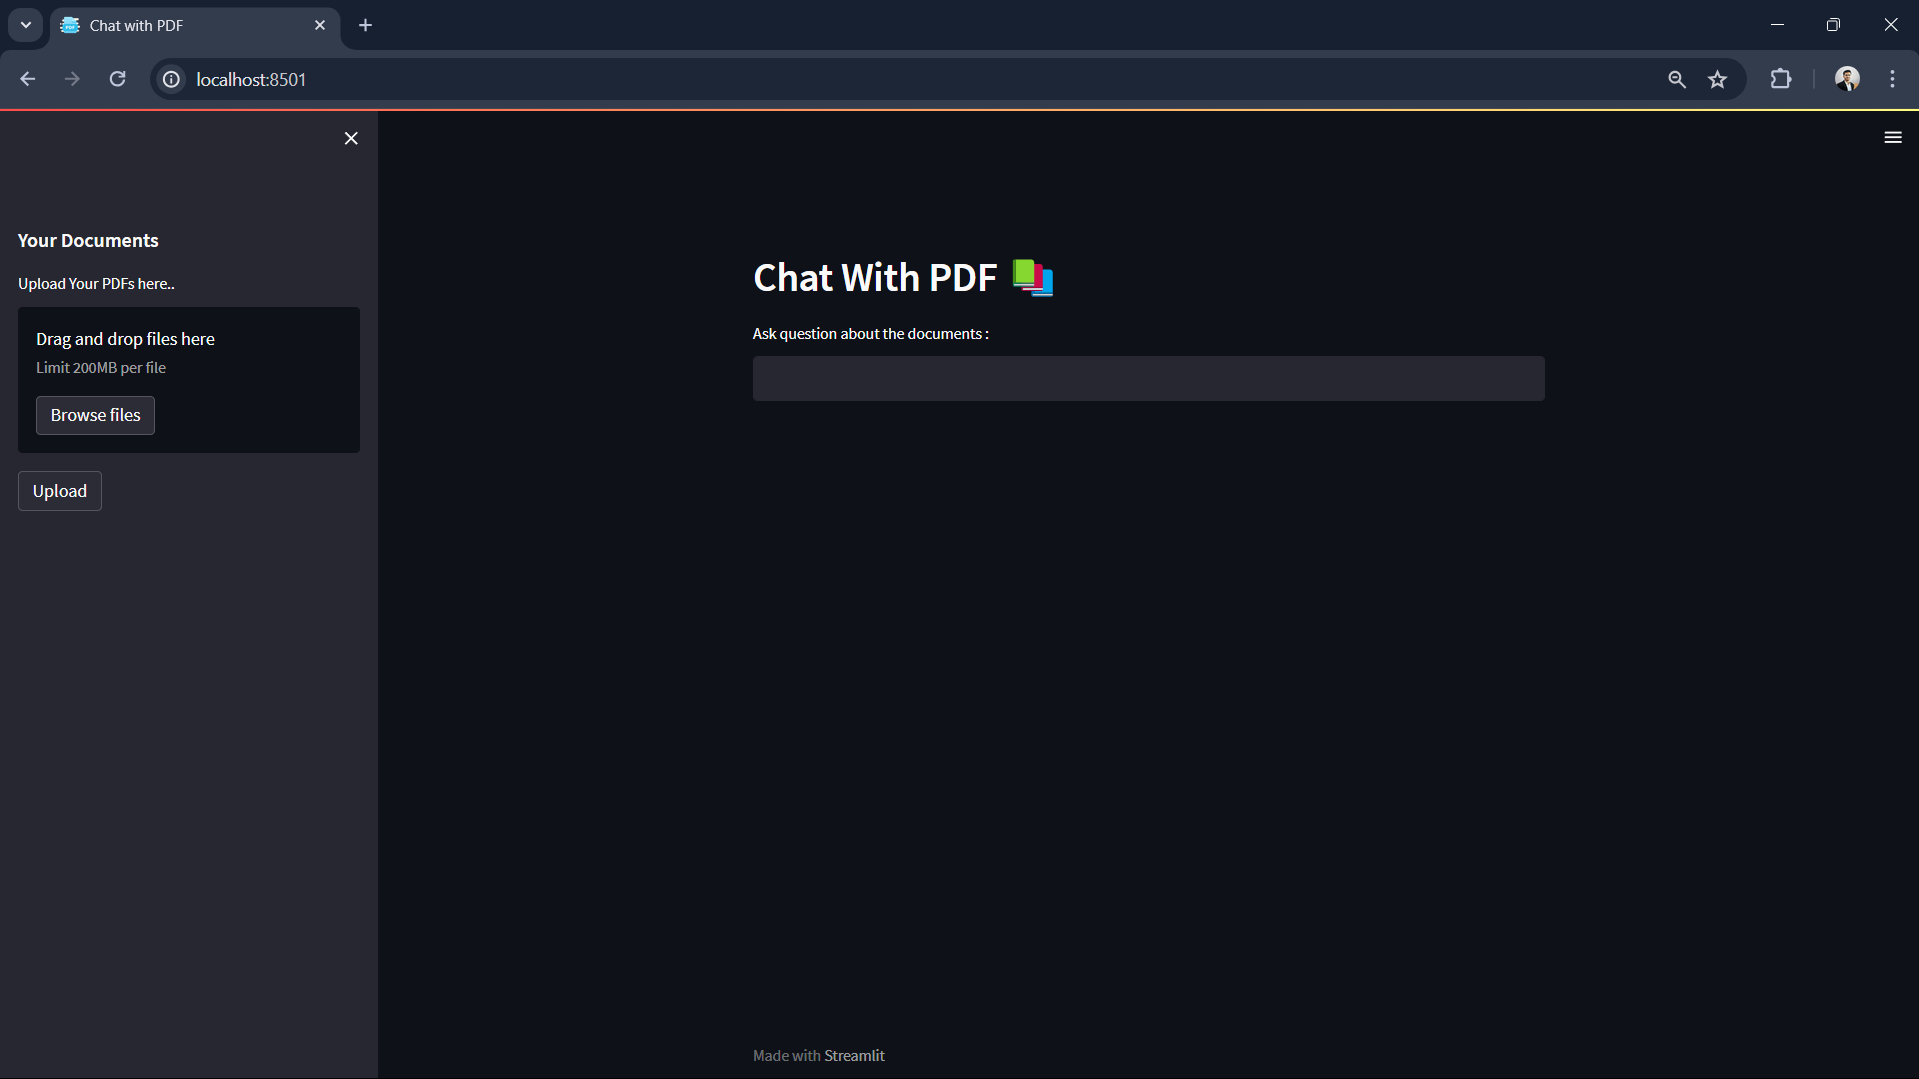 Chat with PDF
localhost:8501
Your Documents
Upload Your PDFs here..
Drag and drop files here
Limit 200MB per file
Browse files
Upload
Chat With PDF
Ask question about the documents :
Made with Streamlit